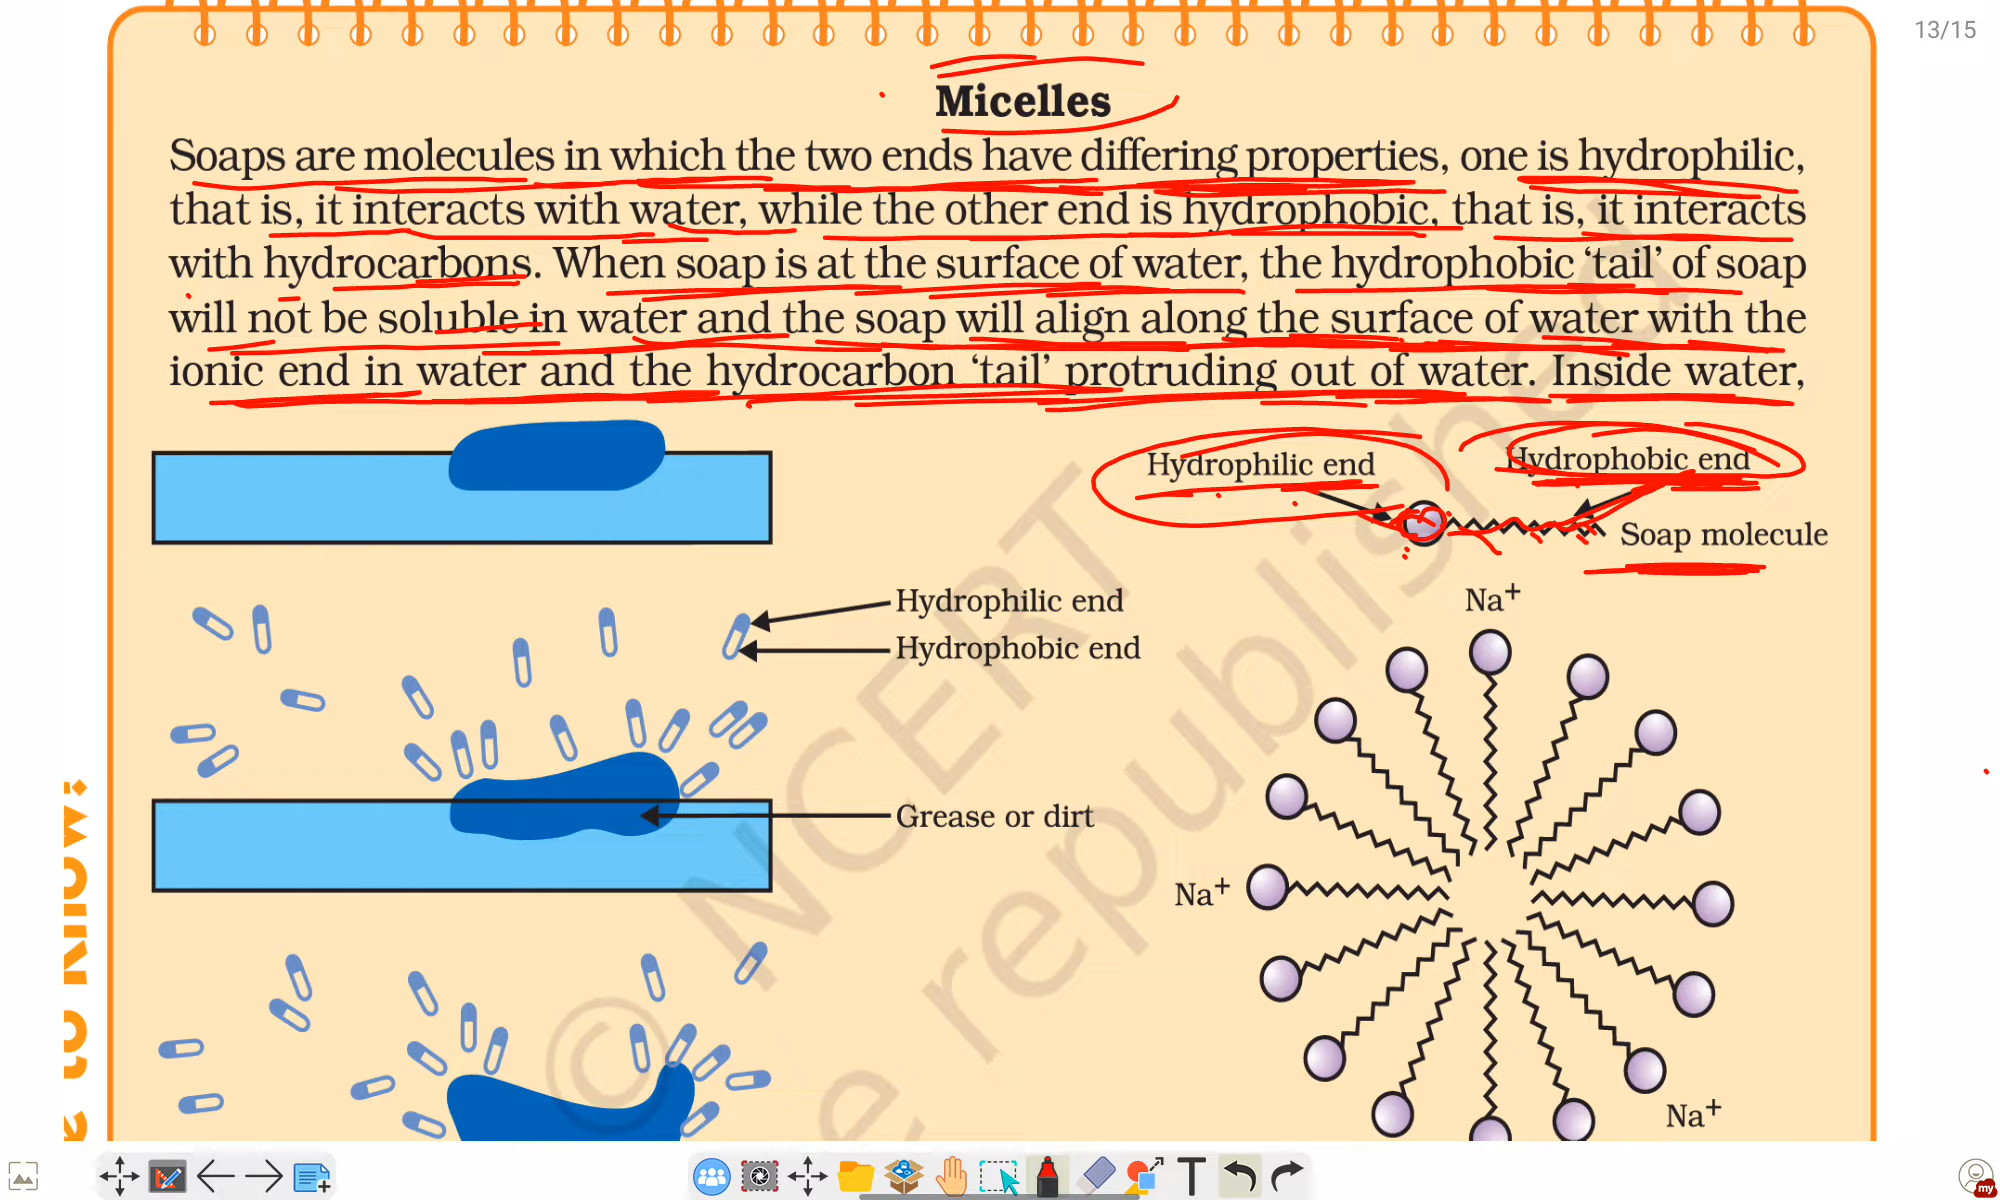 13/15
Micelles
Soaps are molecules in which the two ends have differing properties, one is hydrophilic,
that is, it interacts with water, while the other end is hydrophobic, that is, it interacts
with hydrocarbons. When soap is at the surface of water, the hydrophobic ‘tail’ of soap
will not be soluble in water and the soap will align along the surface of water with the
ionic end in water and the hydrocarbon ‘tail’ protruding out of water. Inside water,
Hydrophilic end
Hydrophobic end
Soap molecule
Hydrophilic end
Hydrophobic end
Grease or dirt
Na⁺
Na⁺
Na⁺
to know!
© NCERT
republished
my